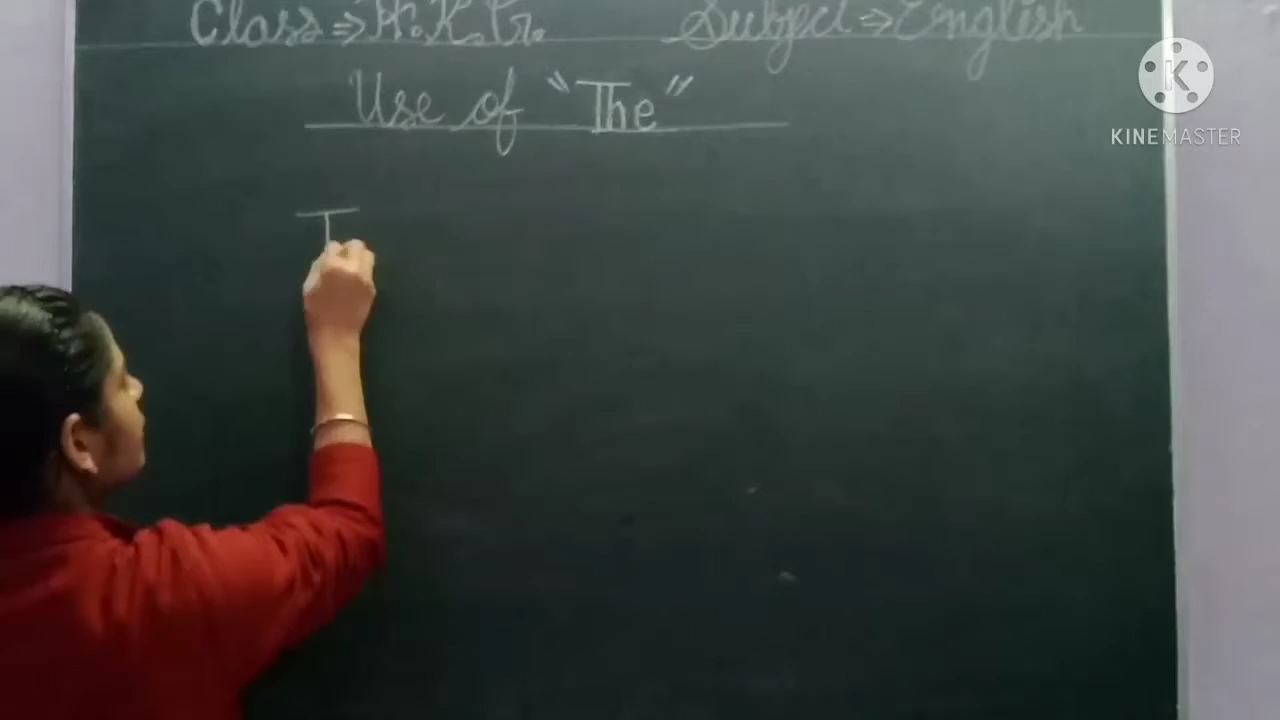 Class ⇒ H.K.G. Subject ⇒ English
Use of "The"
T
K
KINEMASTER